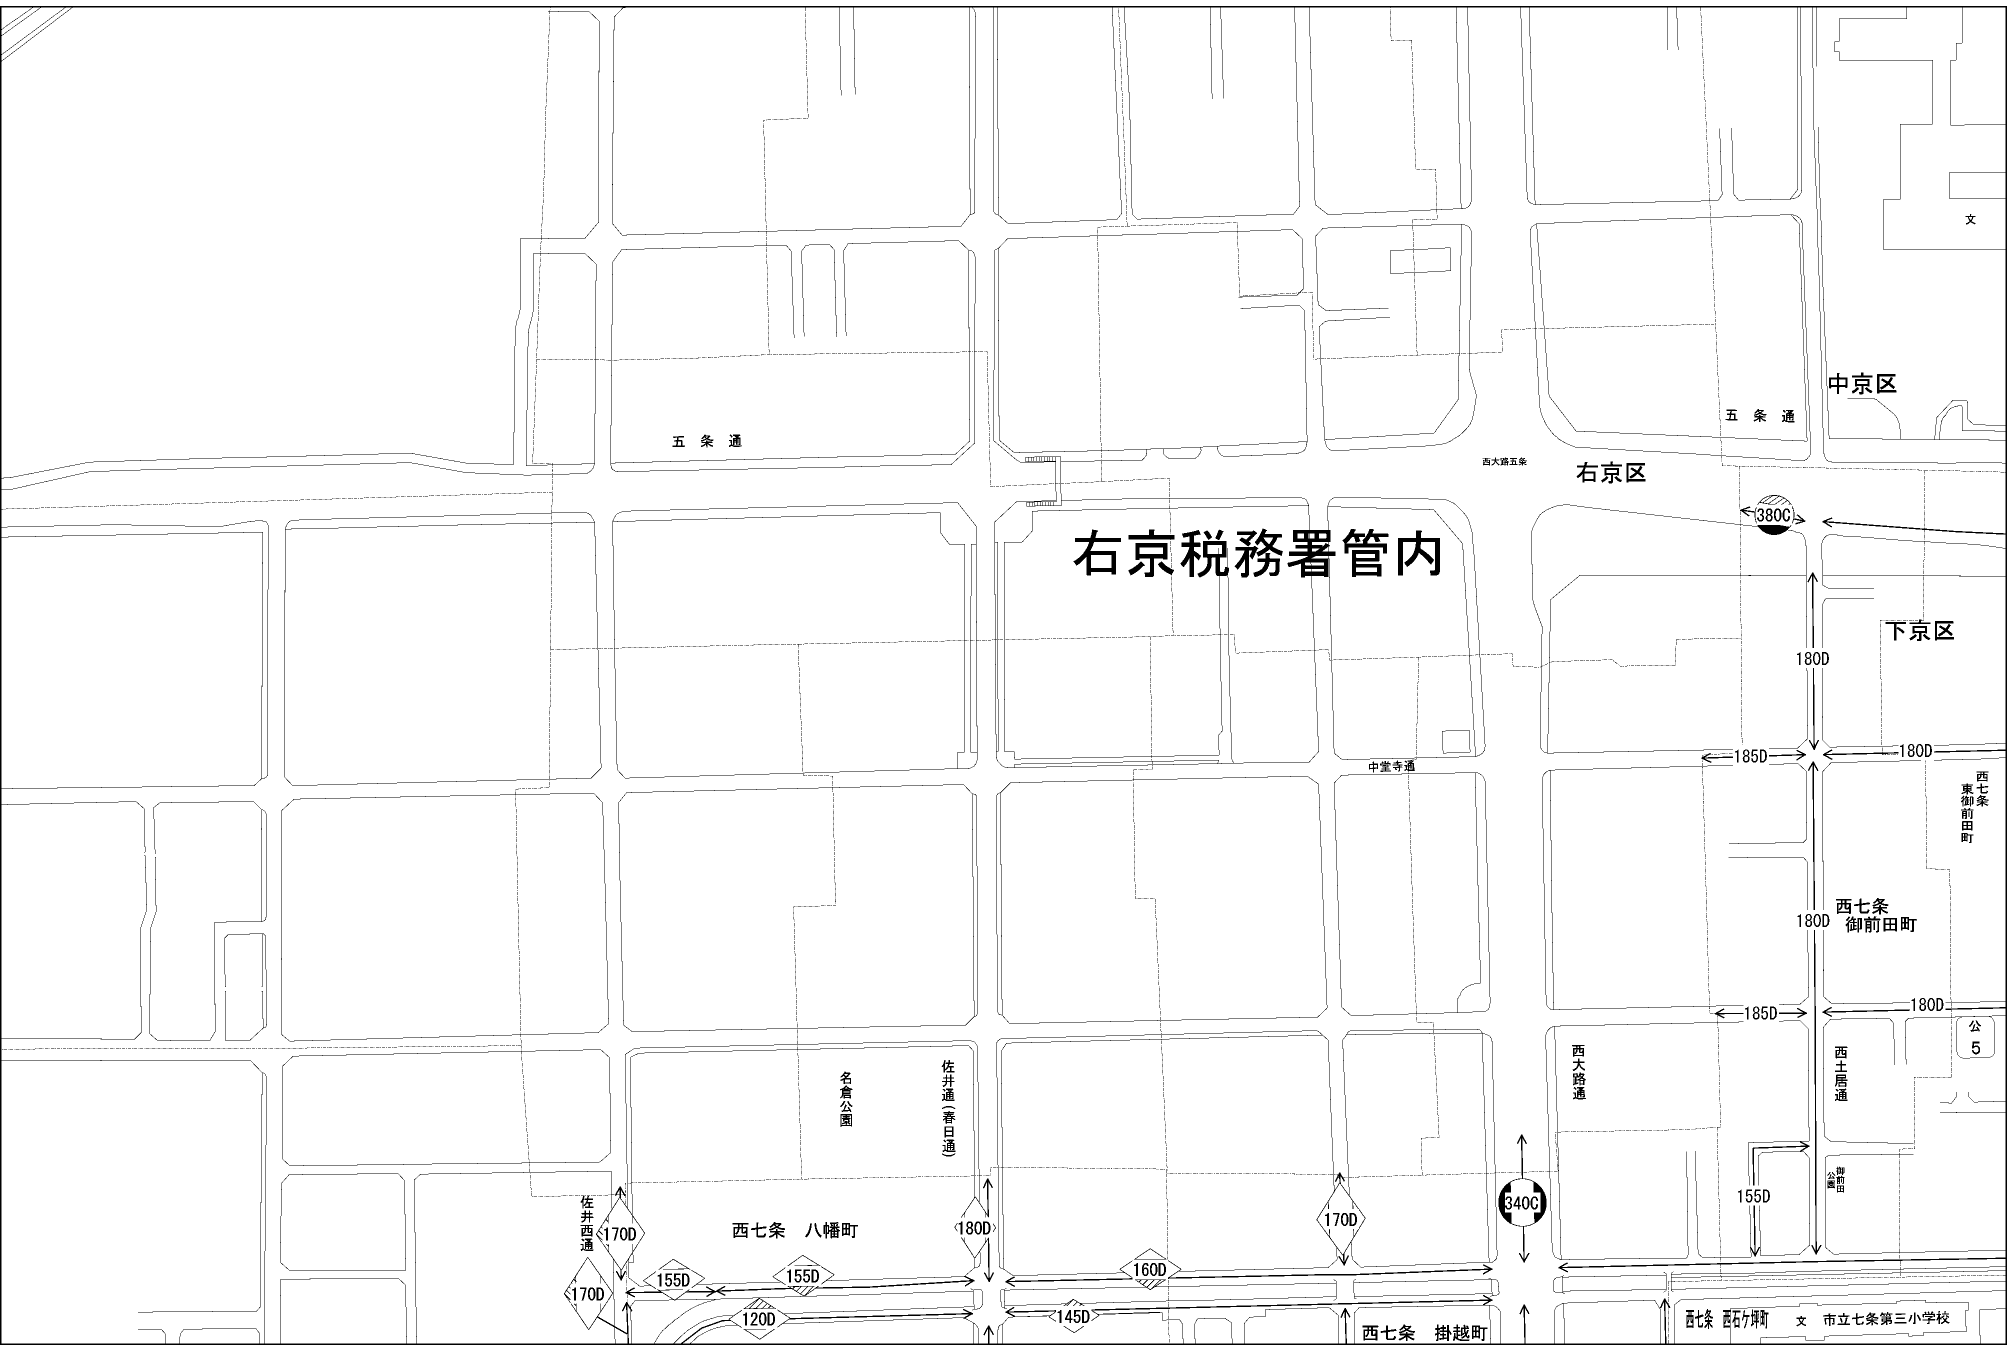 文
中京区
五条通
五条通
西大路五条
右京区
380C
右京税務署管内
下京区
180D
185D
180D
中堂寺通
西七条
東御前田町
180D
西七条
御前田町
185D
180D
公
5
西大路通
西土居通
名倉公園
佐井通(春日通)
御前田
公園
155D
340C
佐井西通
170D
西七条 八幡町
180D
170D
155D
155D
160D
170D
120D
145D
西七条 掛越町
西七条 西石ケ坪町
文 市立七条第三小学校